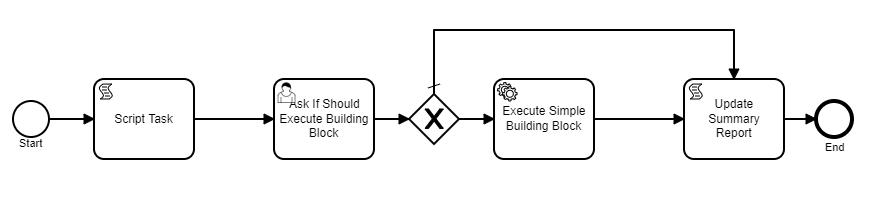 Start
Script Task
Ask If Should
Execute Building
Block
X
Execute Simple
Building Block
Update
Summary
Report
End